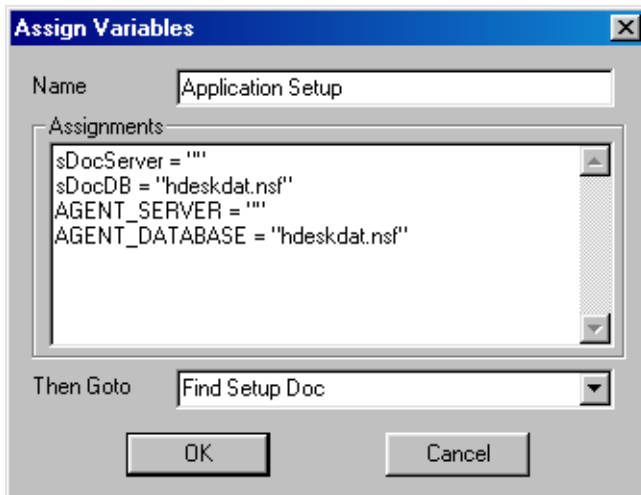 Assign Variables
Name
Application Setup
Assignments
sDocServer = ""
sDocDB = "hdeskdat.nsf"
AGENT_SERVER = ""
AGENT_DATABASE = "hdeskdat.nsf"
Then Goto
Find Setup Doc
OK
Cancel